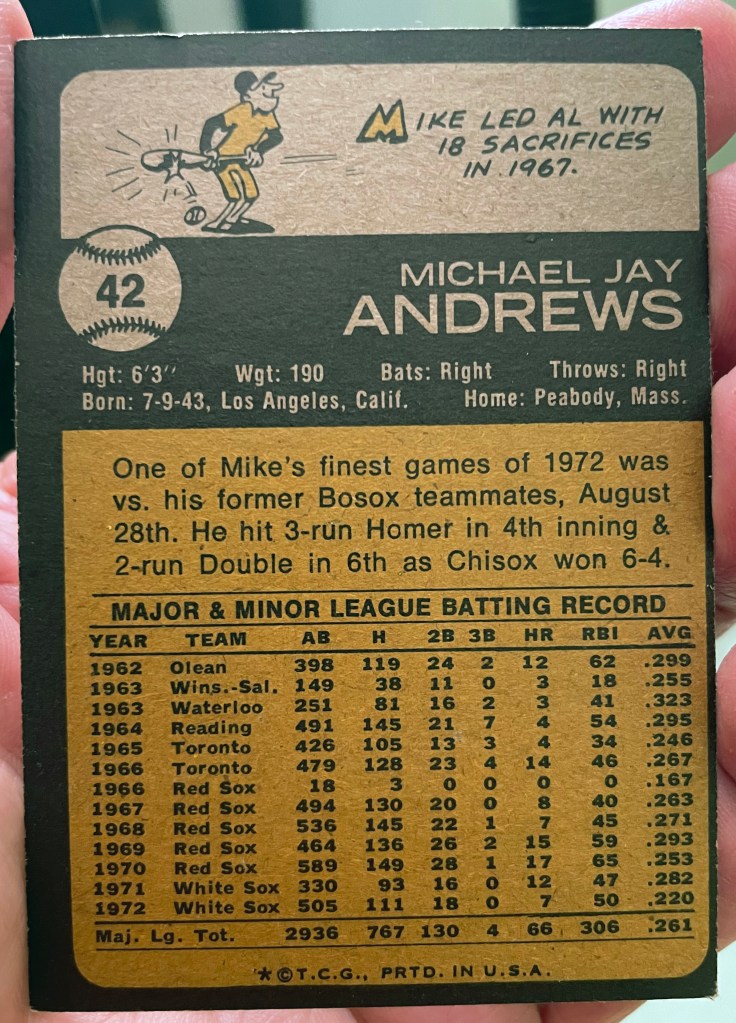 MIKE LED AL WITH
18 SACRIFICES
IN 1967.
42
MICHAEL JAY
ANDREWS
Hgt: 6'3'' Wgt: 190 Bats: Right Throws: Right
Born: 7-9-43, Los Angeles, Calif. Home: Peabody, Mass.
One of Mike's finest games of 1972 was
vs. his former Bosox teammates, August
28th. He hit 3-run Homer in 4th inning &
2-run Double in 6th as Chisox won 6-4.
MAJOR & MINOR LEAGUE BATTING RECORD
YEAR TEAM AB H 2B 3B HR RBI AVG
1962 Olean 398 119 24 2 12 62 .299
1963 Wins.-Sal. 149 38 11 0 3 18 .255
1963 Waterloo 251 81 16 2 3 41 .323
1964 Reading 491 145 21 7 4 54 .295
1965 Toronto 426 105 13 3 4 34 .246
1966 Toronto 479 128 23 4 14 46 .267
1966 Red Sox 18 3 0 0 0 0 .167
1967 Red Sox 494 130 20 0 8 40 .263
1968 Red Sox 536 145 22 1 7 45 .271
1969 Red Sox 464 136 26 2 15 59 .293
1970 Red Sox 589 149 28 1 17 65 .253
1971 White Sox 330 93 16 0 12 47 .282
1972 White Sox 505 111 18 0 7 50 .220
Maj. Lg. Tot. 2936 767 130 4 66 306 .261
*©T.C.G., PRTD. IN U.S.A.